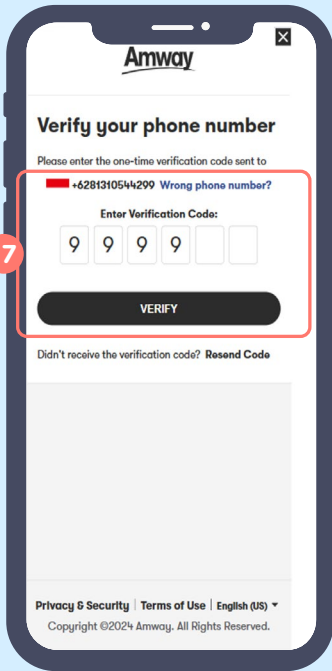 Amway
Verify your phone number
Please enter the one-time verification code sent to
+6281310544299 Wrong phone number?
Enter Verification Code:
9 9 9 9
7
VERIFY
Didn't receive the verification code? Resend Code
Privacy & Security | Terms of Use | English (US)
Copyright ©2024 Amway. All Rights Reserved.